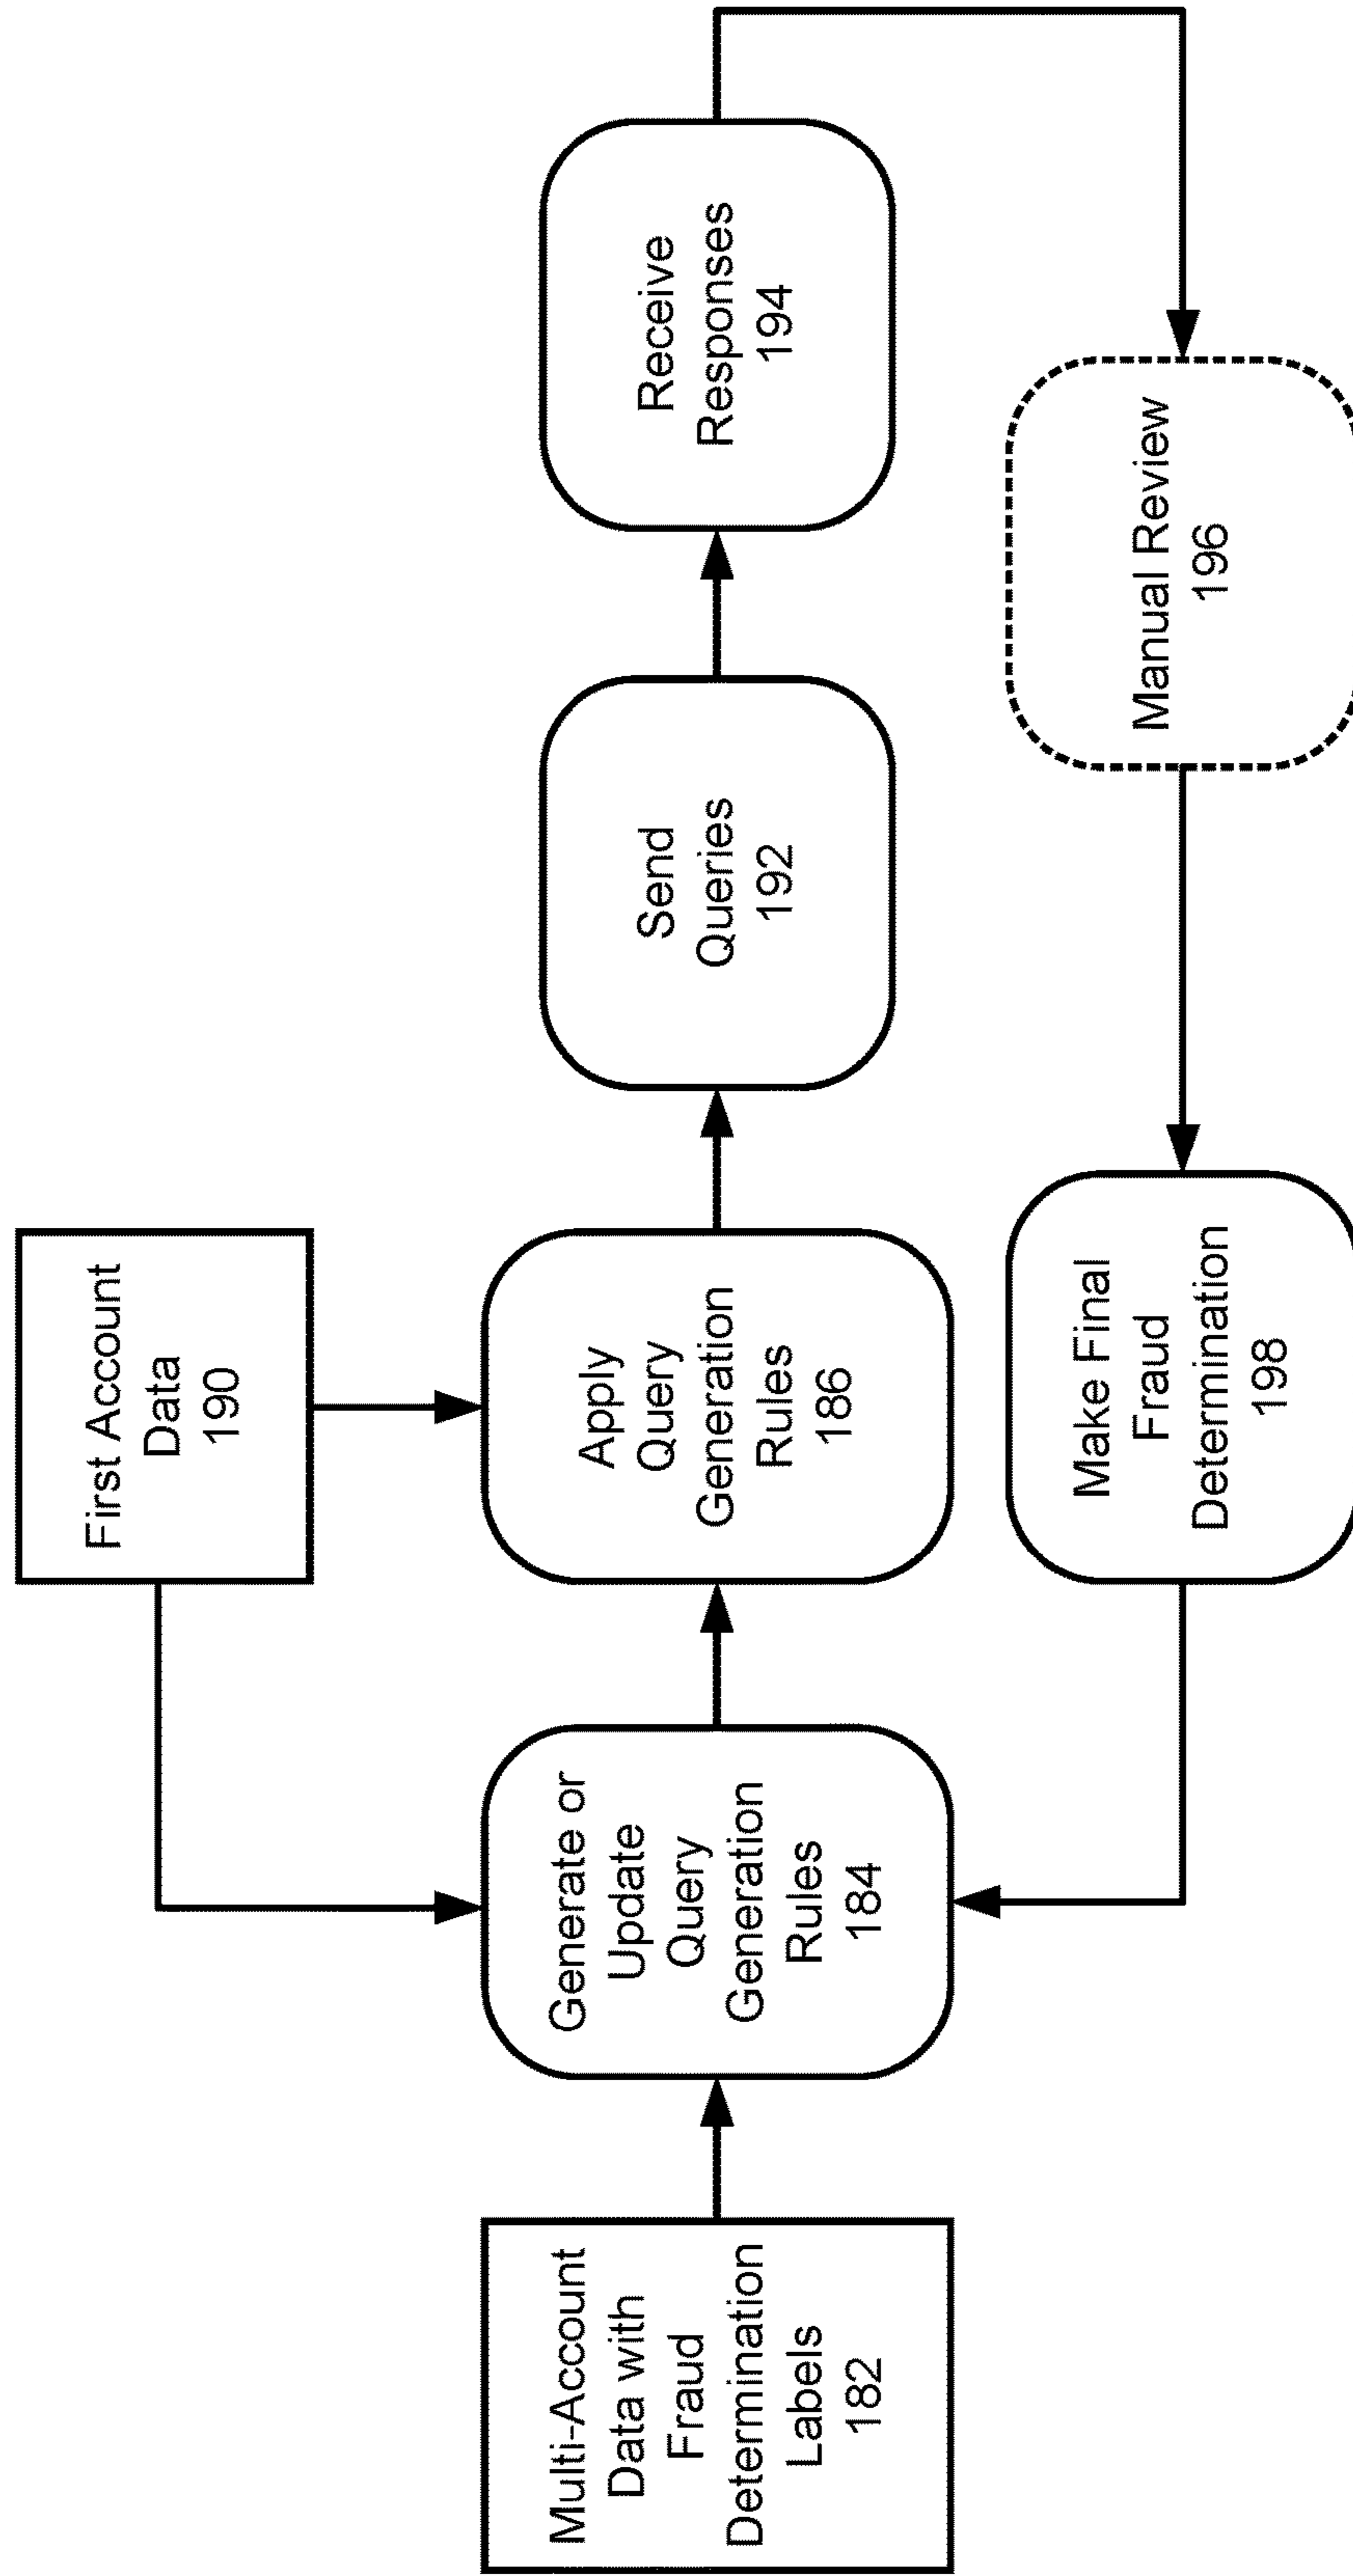 First Account
Data
190
Multi-Account
Data with
Fraud
Determination
Labels
182
Generate or
Update
Query
Generation
Rules
184
Apply
Query
Generation
Rules
186
Send
Queries
192
Receive
Responses
194
Manual Review
196
Make Final
Fraud
Determination
198